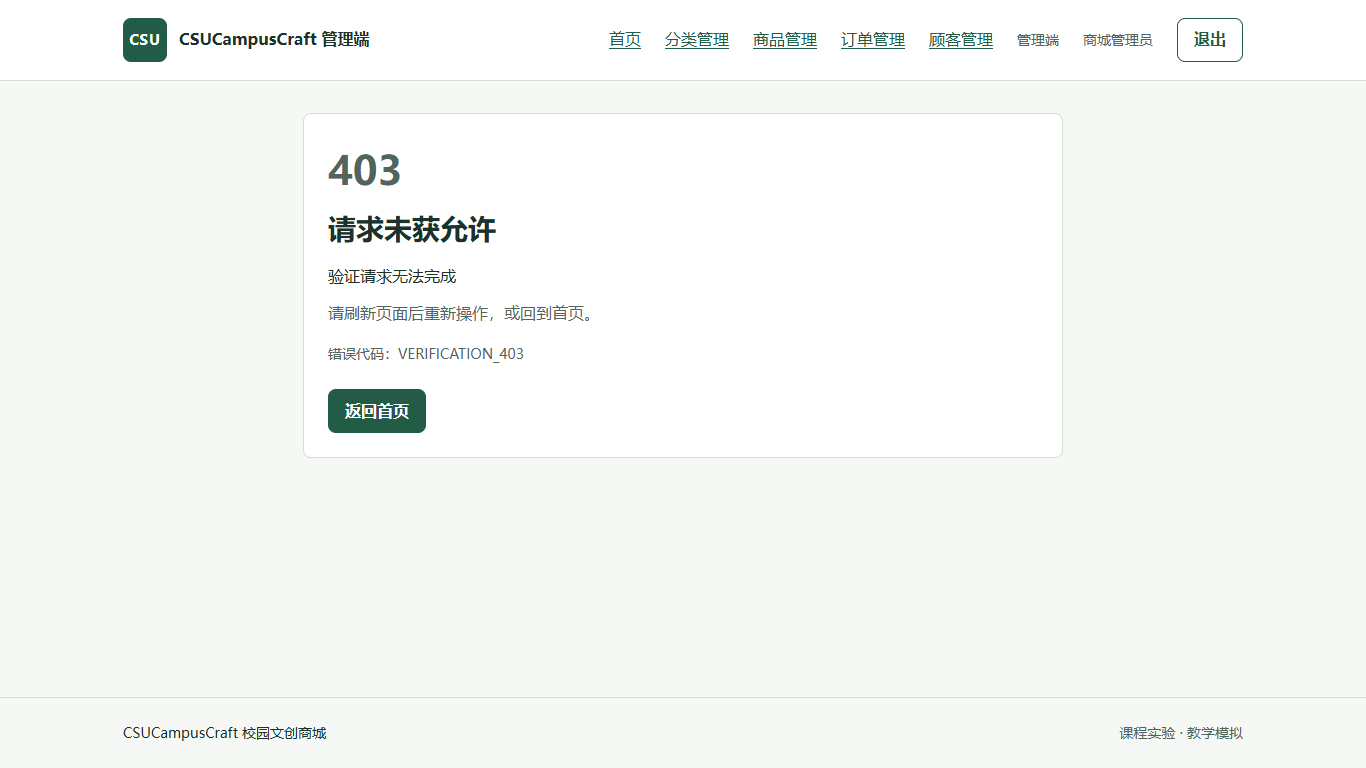 CSU CSUCampusCraft 管理端 首页 分类管理 商品管理 订单管理 顾客管理 管理端 商城管理员 退出
403
请求未获允许
验证请求无法完成
请刷新页面后重新操作，或回到首页。
错误代码：VERIFICATION_403
返回首页
CSUCampusCraft 校园文创商城 课程实验 · 教学模拟